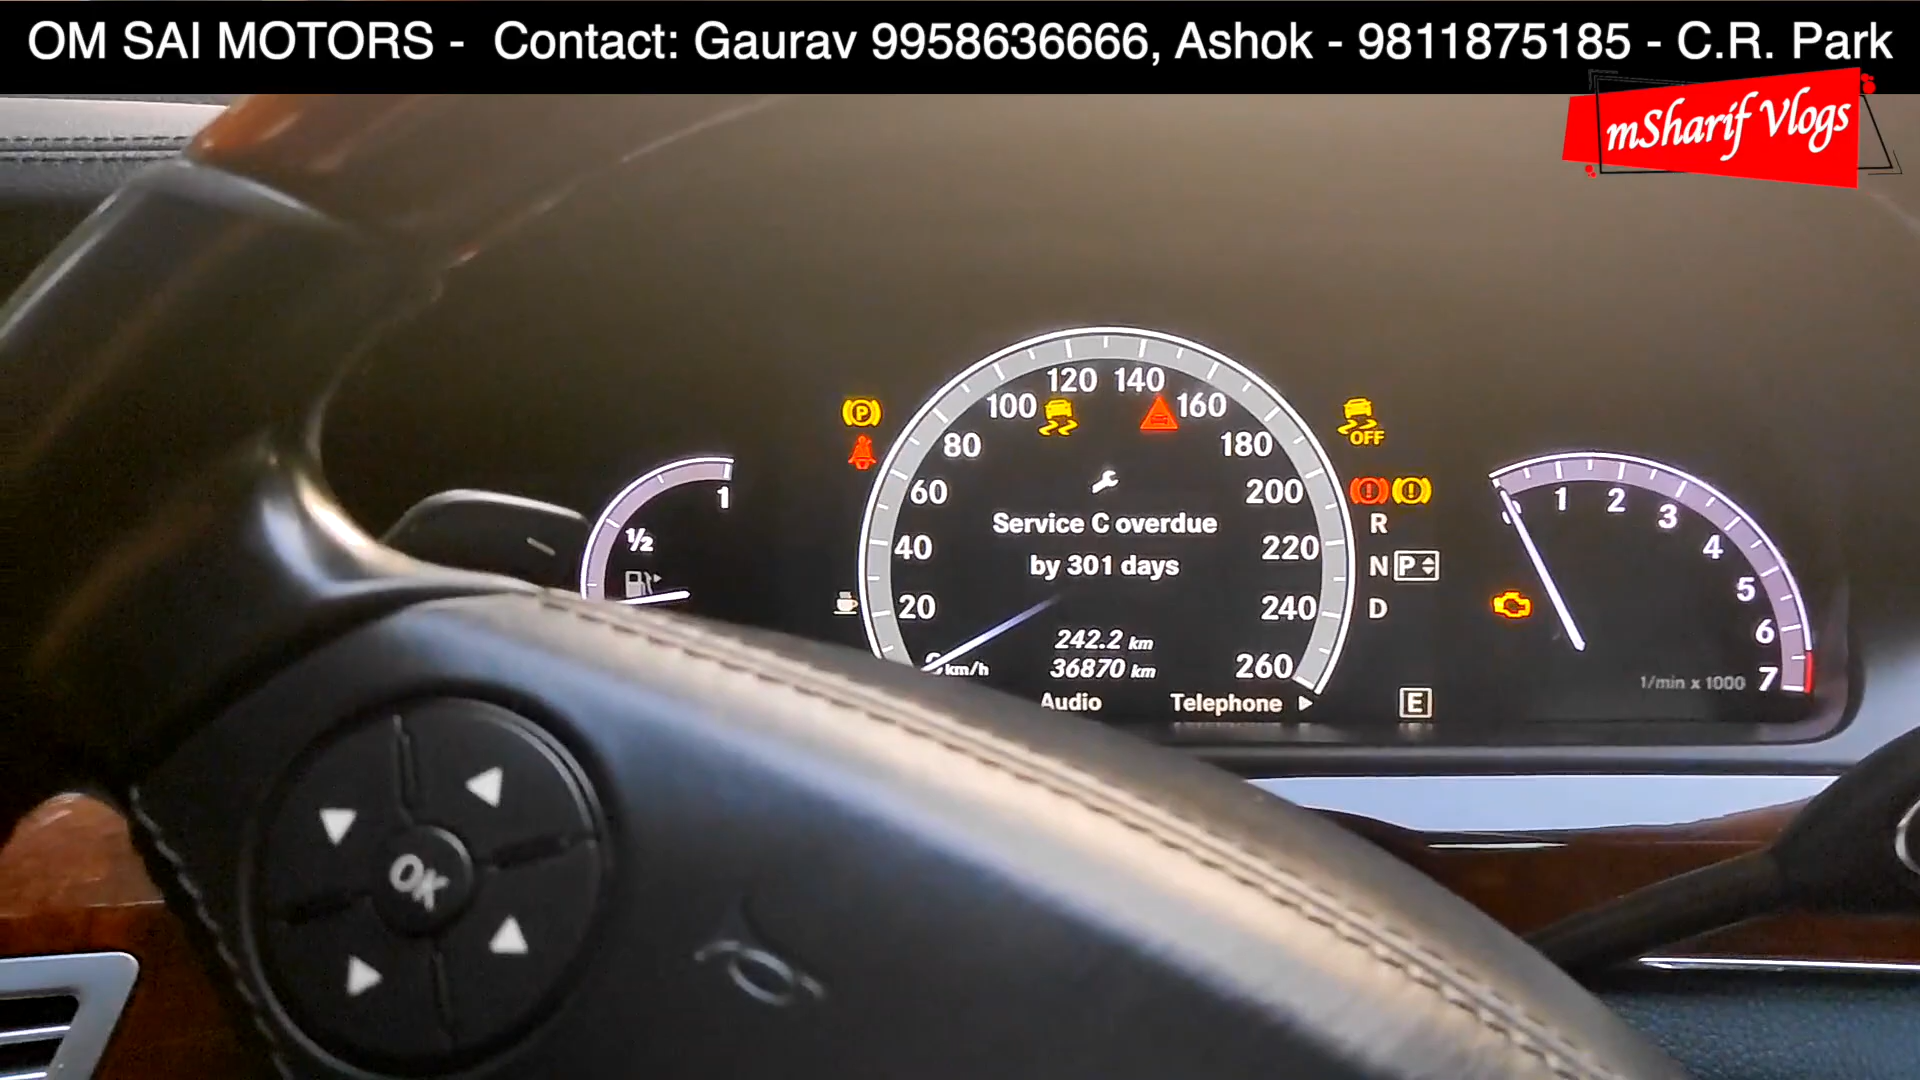 OM SAI MOTORS - Contact: Gaurav 9958636666, Ashok - 9811875185 - C.R. Park
mSharif Vlogs
120 140
100 160
80 180
60 200
40 220
20 240
km/h 260
OFF
P
1
½
Service C overdue
by 301 days
242.2 km
36870 km
Audio Telephone
R
N P
D
E
0 1 2 3 4 5 6 7
1/min x 1000
OK